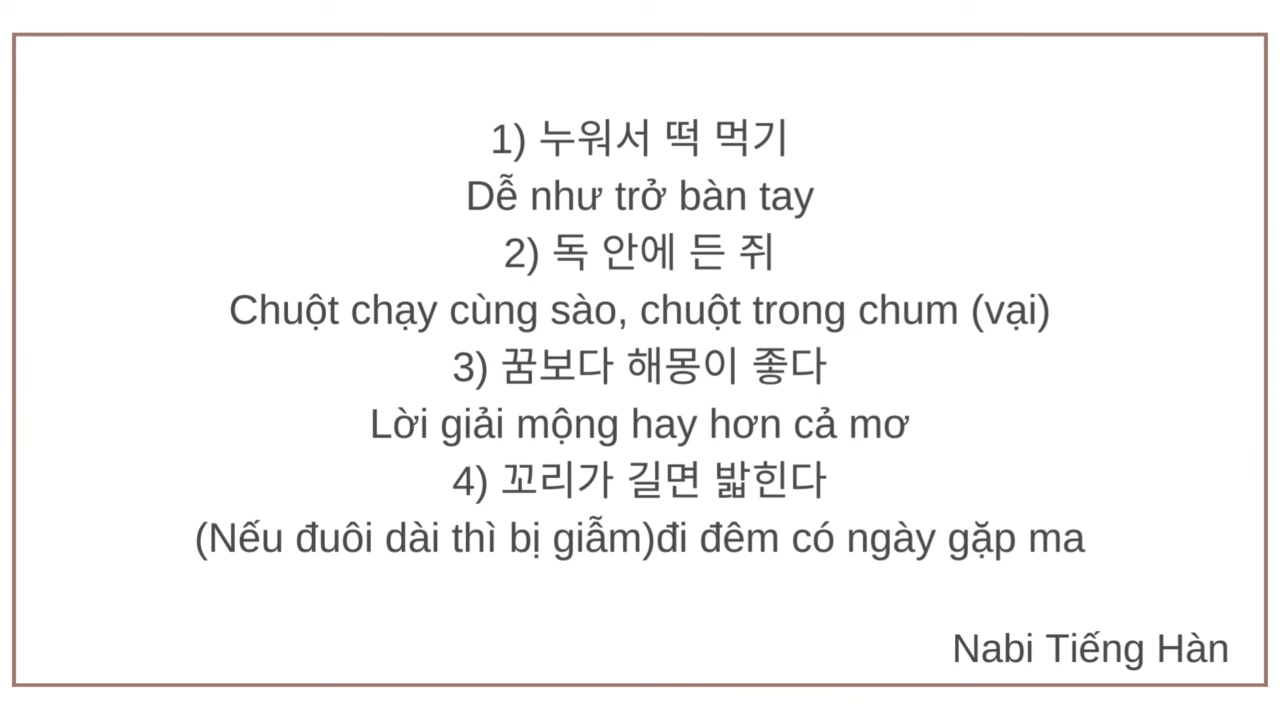 1) 누워서 떡 먹기
Dễ như trở bàn tay
2) 독 안에 든 쥐
Chuột chạy cùng sào, chuột trong chum (vại)
3) 꿈보다 해몽이 좋다
Lời giải mộng hay hơn cả mơ
4) 꼬리가 길면 밟힌다
(Nếu đuôi dài thì bị giẫm)đi đêm có ngày gặp ma
Nabi Tiếng Hàn